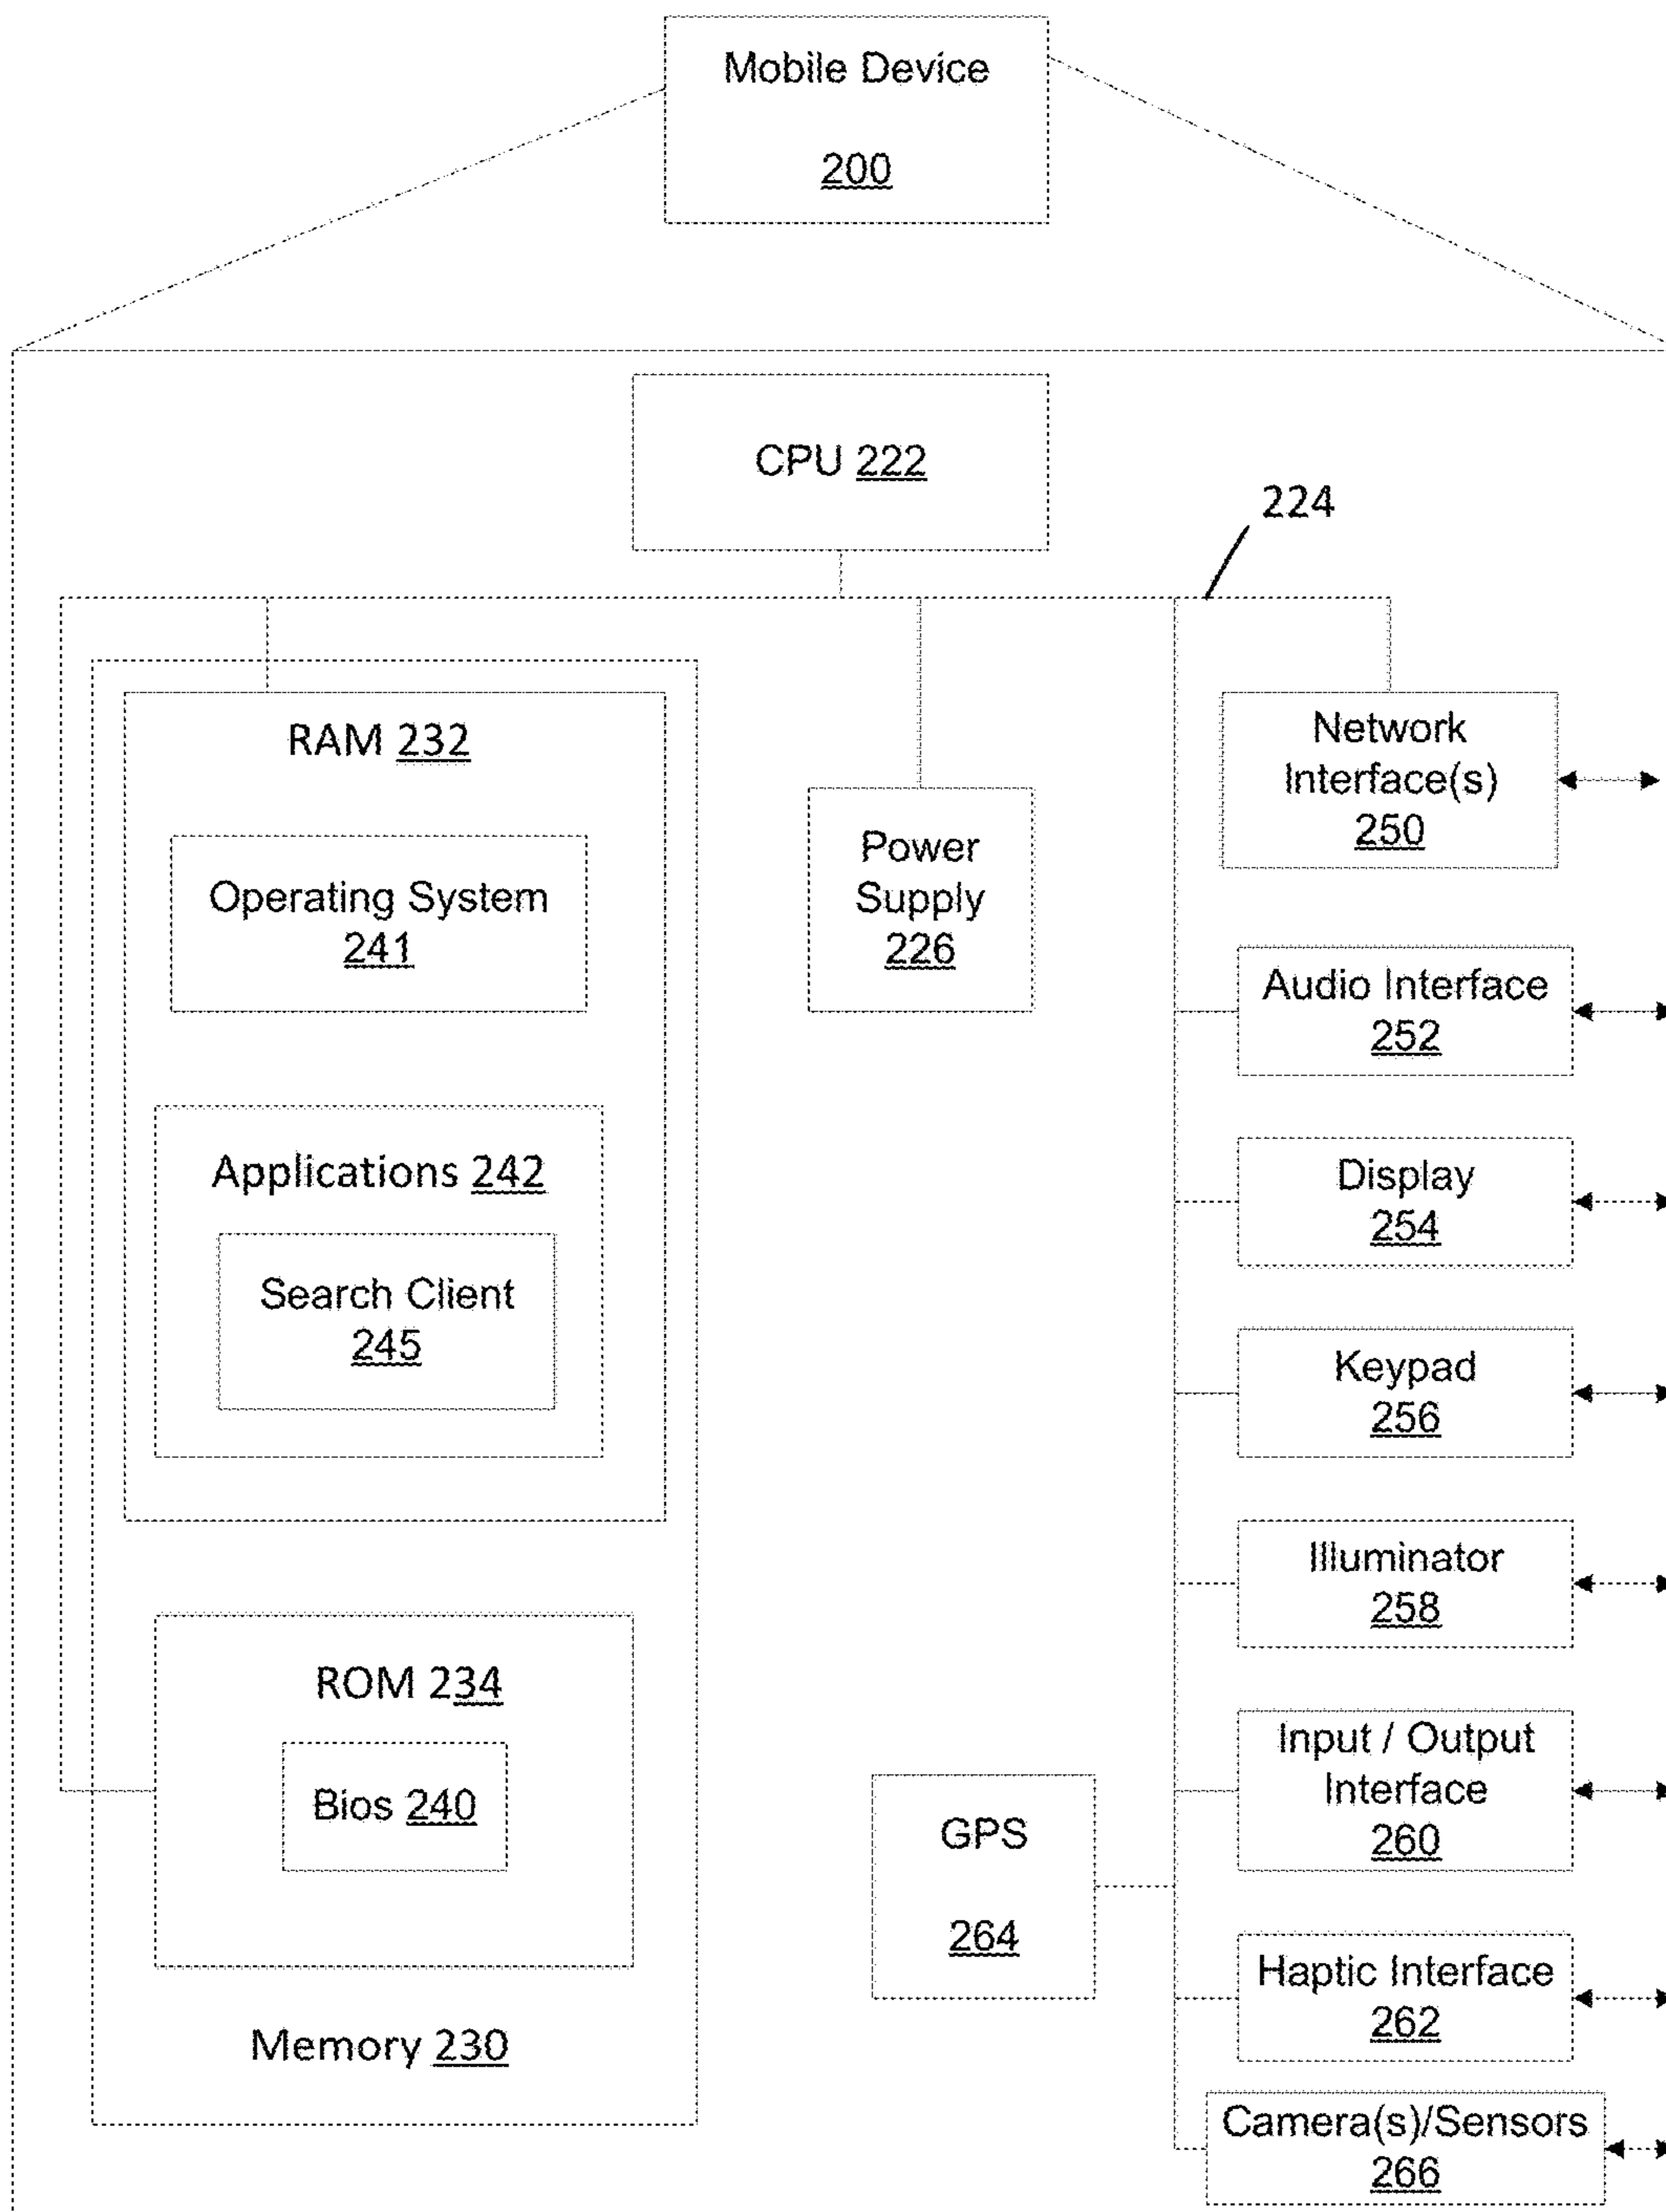 Mobile Device
200
CPU 222
224
RAM 232
Operating System
241
Applications 242
Search Client
245
ROM 234
Bios 240
Memory 230
Power
Supply
226
GPS
264
Network
Interface(s)
250
Audio Interface
252
Display
254
Keypad
256
Illuminator
258
Input / Output
Interface
260
Haptic Interface
262
Camera(s)/Sensors
266